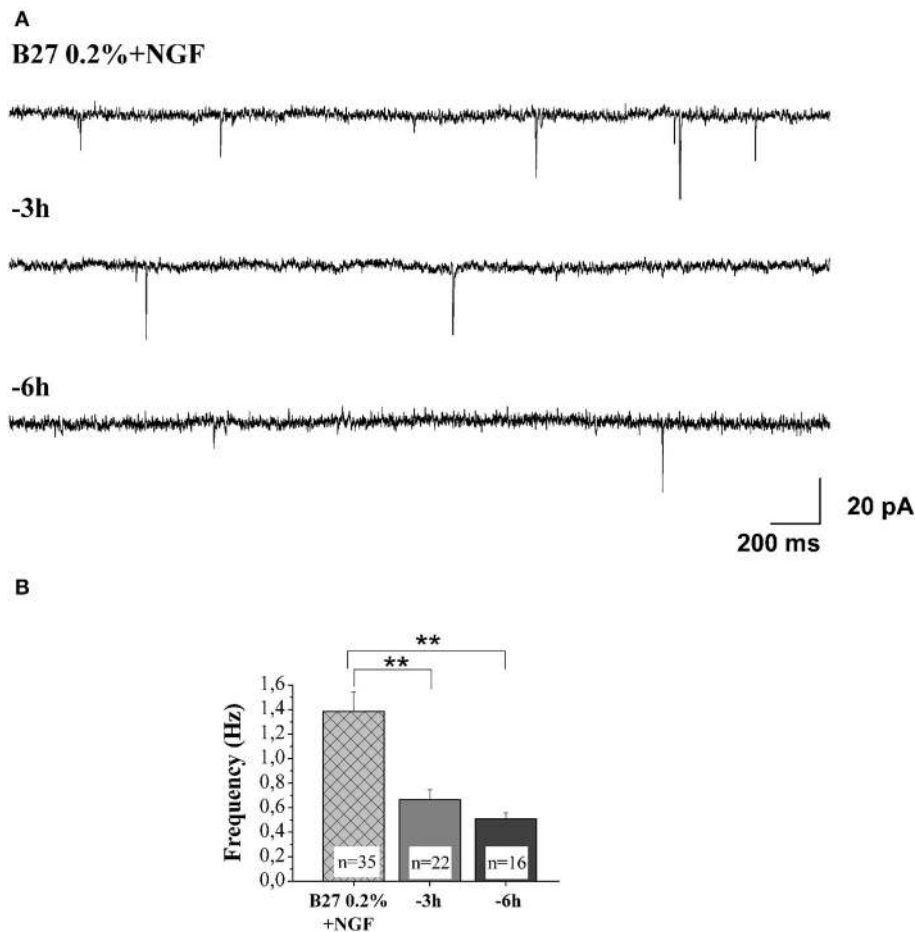 A
B27 0.2%+NGF
-3h
-6h
20 pA
200 ms
B
**
**
1,6
1,4
1,2
1,0
0,8
0,6
0,4
0,2
0,0
Frequency (Hz)
n=35
n=22
n=16
B27 0.2%
+NGF
-3h
-6h